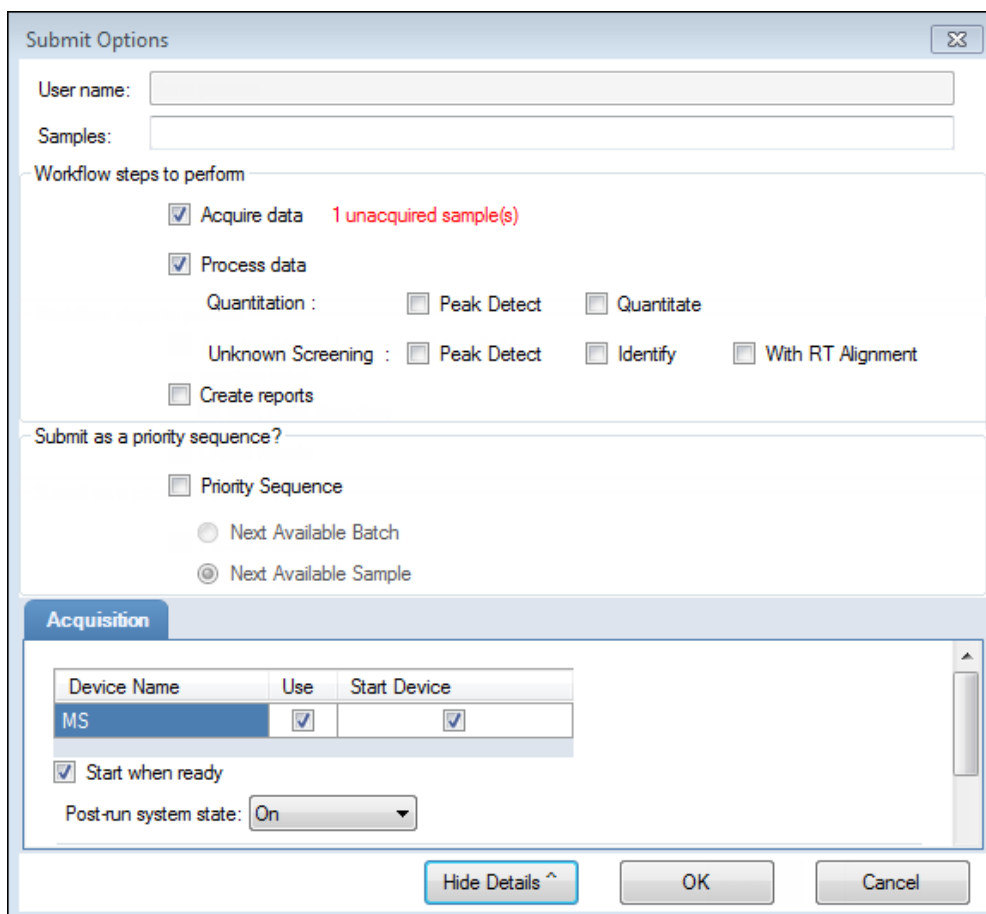 Submit Options
User name:
Samples:
Workflow steps to perform
Acquire data 1 unacquired sample(s)
Process data
Quantitation : Peak Detect Quantitate
Unknown Screening : Peak Detect Identify With RT Alignment
Create reports
Submit as a priority sequence?
Priority Sequence
Next Available Batch
Next Available Sample
Acquisition
Device Name Use Start Device
MS
Start when ready
Post-run system state: On
Hide Details ^ OK Cancel